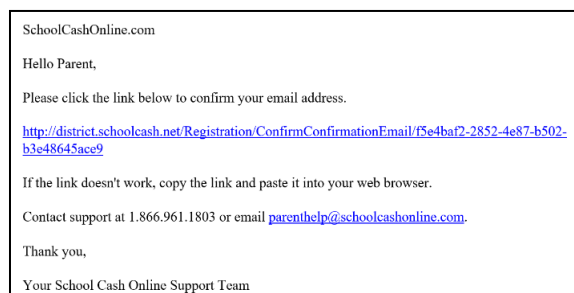 SchoolCashOnline.com
Hello Parent,
Please click the link below to confirm your email address.
http://district.schoolcash.net/Registration/ConfirmConfirmationEmail/f5e4baf2-2852-4e87-b502-
b3e48645ace9
If the link doesn't work, copy the link and paste it into your web browser.
Contact support at 1.866.961.1803 or email parenthelp@schoolcashonline.com.
Thank you,
Your School Cash Online Support Team